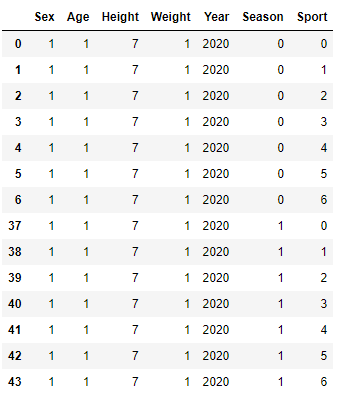 Sex Age Height Weight Year Season Sport
0 1 1 7 1 2020 0 0
1 1 1 7 1 2020 0 1
2 1 1 7 1 2020 0 2
3 1 1 7 1 2020 0 3
4 1 1 7 1 2020 0 4
5 1 1 7 1 2020 0 5
6 1 1 7 1 2020 0 6
37 1 1 7 1 2020 1 0
38 1 1 7 1 2020 1 1
39 1 1 7 1 2020 1 2
40 1 1 7 1 2020 1 3
41 1 1 7 1 2020 1 4
42 1 1 7 1 2020 1 5
43 1 1 7 1 2020 1 6